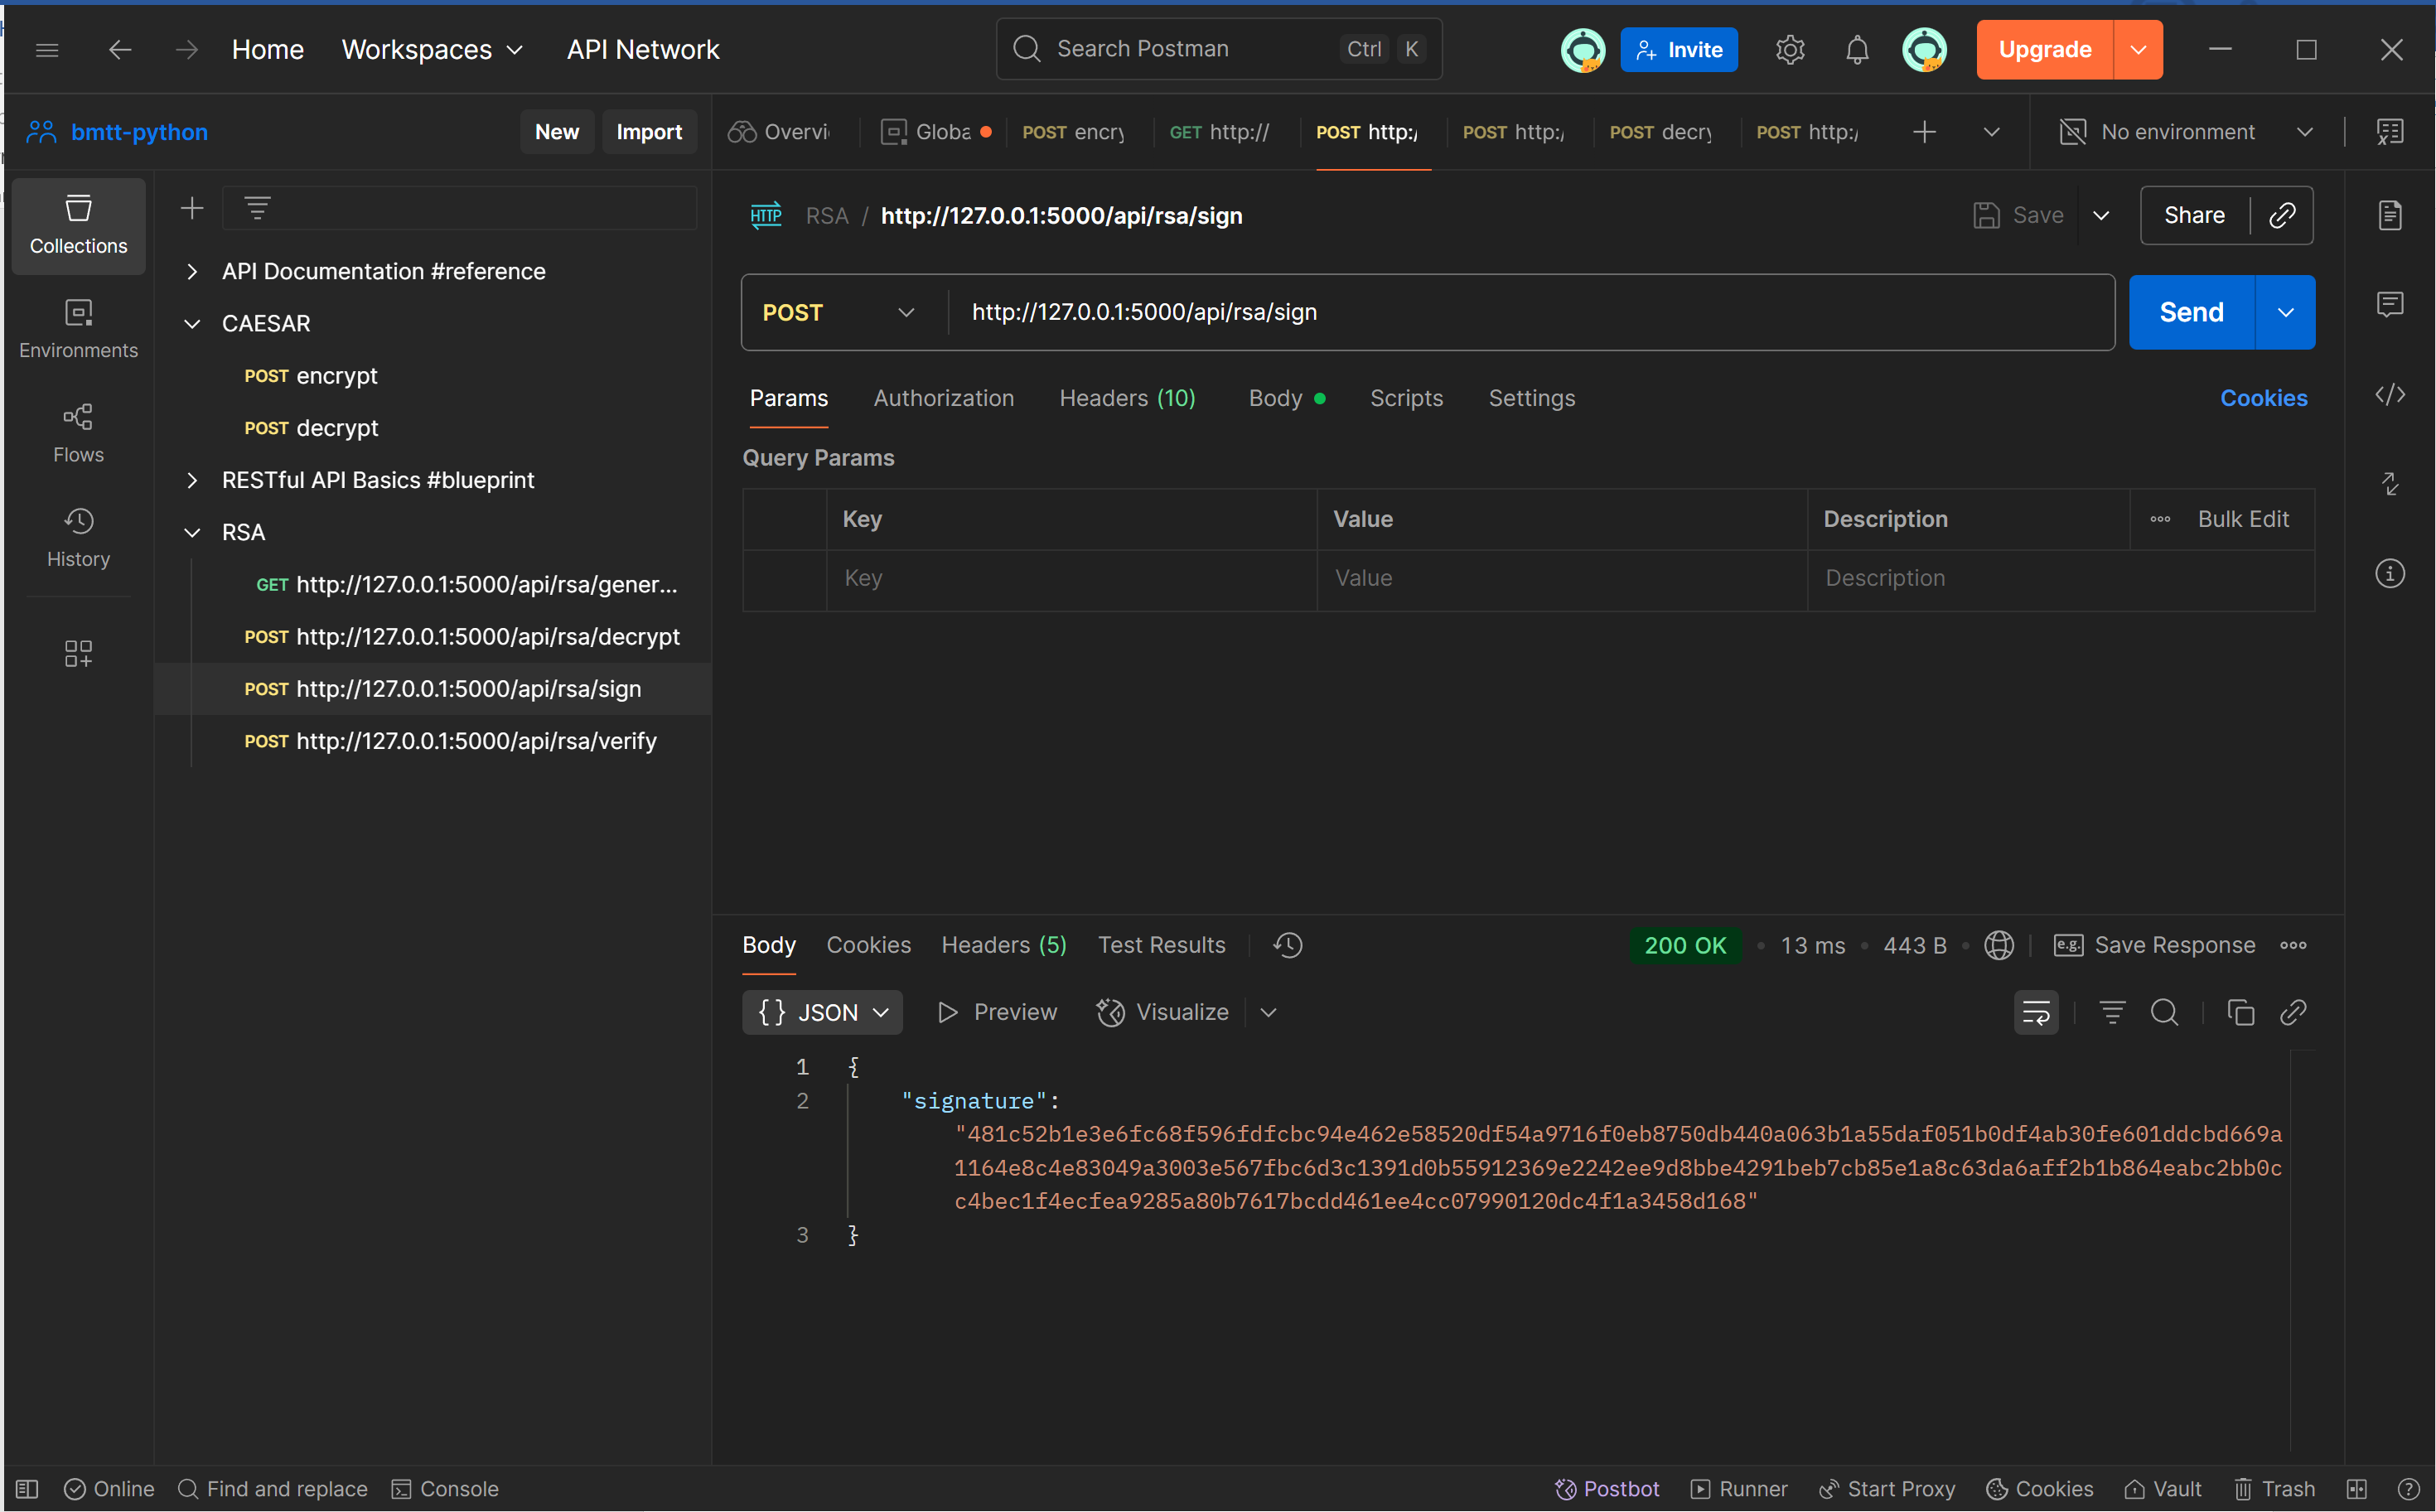 Home Workspaces API Network Search Postman Ctrl K Invite Upgrade
bmtt-python New Import Overvi Globa POST encry GET http:// POST http:/ POST http:/ POST decry POST http:/ No environment
Collections
Environments
Flows
History
API Documentation #reference
CAESAR
POST encrypt
POST decrypt
RESTful API Basics #blueprint
RSA
GET http://127.0.0.1:5000/api/rsa/gener...
POST http://127.0.0.1:5000/api/rsa/decrypt
POST http://127.0.0.1:5000/api/rsa/sign
POST http://127.0.0.1:5000/api/rsa/verify
HTTP RSA / http://127.0.0.1:5000/api/rsa/sign Save Share
POST http://127.0.0.1:5000/api/rsa/sign Send
Params Authorization Headers (10) Body Scripts Settings Cookies
Query Params
Key Value Description Bulk Edit
Key Value Description
Body Cookies Headers (5) Test Results 200 OK 13 ms 443 B e.g. Save Response
{} JSON Preview Visualize
1 {
2 "signature":
"481c52b1e3e6fc68f596fdfcbc94e462e58520df54a9716f0eb8750db440a063b1a55daf051b0df4ab30fe601ddcbd669a
1164e8c4e83049a3003e567fbc6d3c1391d0b55912369e2242ee9d8bbe4291beb7cb85e1a8c63da6aff2b1b864eabc2bb0c
c4bec1f4ecfea9285a80b7617bcdd461ee4cc07990120dc4f1a3458d168"
3 }
Online Find and replace Console Postbot Runner Start Proxy Cookies Vault Trash